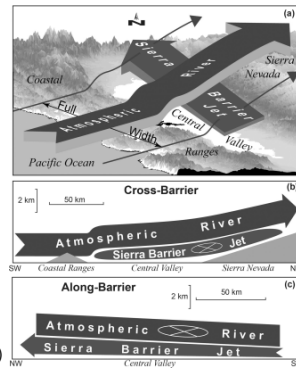 (a)
N
Sierra
River
Sierra
Nevada
Coastal
Full
Atmospheric
Barrier
Jet
Central
Valley
Width
Ranges
Pacific Ocean
(b)
2 km
50 km
Cross-Barrier
Atmospheric River
Sierra Barrier Jet
SW
Coastal Ranges
Central Valley
Sierra Nevada
N
(c)
Along-Barrier
2 km
50 km
Atmospheric River
Sierra Barrier Jet
)
NW
Central Valley
S